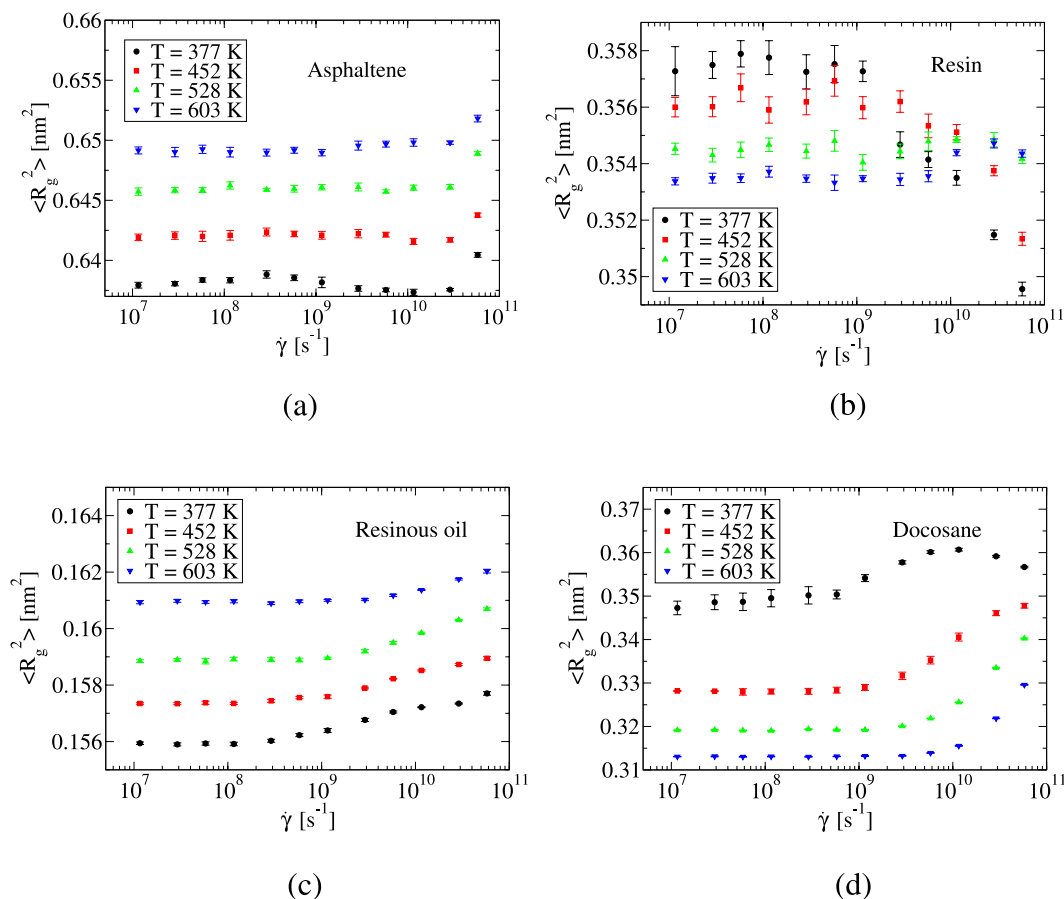 0.66
0.655
0.65
0.645
0.64
<R_g^2> [nm^2]
T = 377 K
T = 452 K
T = 528 K
T = 603 K
Asphaltene
10^7 10^8 10^9 10^10 10^11
γ̇ [s^-1]
(a)
0.358
0.356
0.354
0.352
0.35
<R_g^2> [nm^2]
Resin
T = 377 K
T = 452 K
T = 528 K
T = 603 K
10^7 10^8 10^9 10^10 10^11
γ̇ [s^-1]
(b)
0.164
0.162
0.16
0.158
0.156
<R_g^2> [nm^2]
T = 377 K
T = 452 K
T = 528 K
T = 603 K
Resinous oil
10^7 10^8 10^9 10^10 10^11
γ̇ [s^-1]
(c)
0.37
0.36
0.35
0.34
0.33
0.32
0.31
<R_g^2> [nm^2]
T = 377 K
T = 452 K
T = 528 K
T = 603 K
Docosane
10^7 10^8 10^9 10^10 10^11
γ̇ [s^-1]
(d)